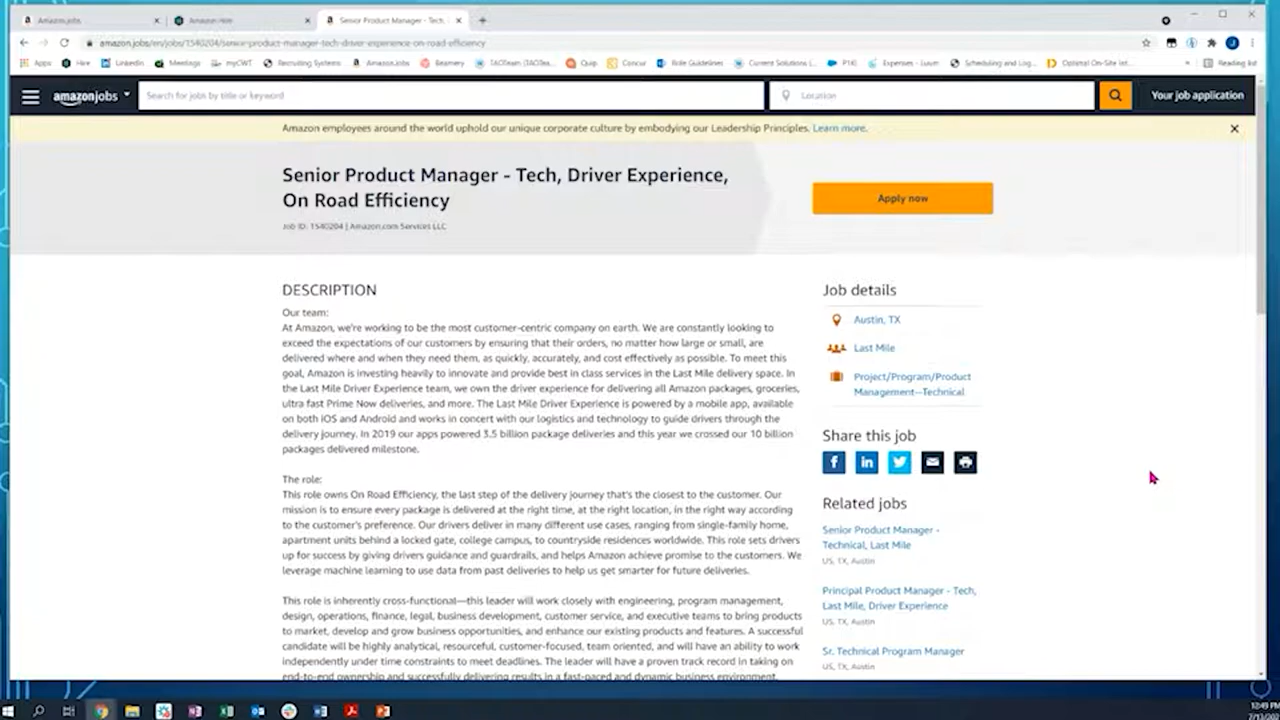 Amazon.jobs
Amazon Hire
Senior Product Manager - Tech,
amazon.jobs/en/jobs/1540204/senior-product-manager-tech-driver-experience-on-road-efficiency
Apps
Hire
LinkedIn
Meetings
myCWT
Recruiting Systems
Amazon.Jobs
Beamery
TAOTeam (TAOTea...
Quip
Concur
Role Guidelines
Current Solutions I...
Expenses -
Scheduling and Log...
Optimal On-Site Int...
Reading list
amazonjobs
Search for jobs by title or keyword
Location
Your job application
Amazon employees around the world uphold our unique corporate culture by embodying our Leadership Principles. Learn more.
Senior Product Manager - Tech, Driver Experience,
On Road Efficiency
Job ID: 1540204 | Amazon.com Services LLC
Apply now
DESCRIPTION
Our team:
At Amazon, we're working to be the most customer-centric company on earth. We are constantly looking to
exceed the expectations of our customers by ensuring that their orders, no matter how large or small, are
delivered where and when they need them, as quickly, accurately, and cost effectively as possible. To meet this
goal, Amazon is investing heavily to innovate and provide best in class services in the Last Mile delivery space. In
the Last Mile Driver Experience team, we own the driver experience for delivering all Amazon packages, groceries,
ultra fast Prime Now deliveries, and more. The Last Mile Driver Experience is powered by a mobile app, available
on both iOS and Android and works in concert with our logistics and technology to guide drivers through the
delivery journey. In 2019 our apps powered 3.5 billion package deliveries and this year we crossed our 10 billion
packages delivered milestone.
The role:
This role owns On Road Efficiency, the last step of the delivery journey that's the closest to the customer. Our
mission is to ensure every package is delivered at the right time, at the right location, in the right way according
to the customer's preference. Our drivers deliver in many different use cases, ranging from single-family home,
apartment units behind a locked gate, college campus, to countryside residences worldwide. This role sets drivers
up for success by giving drivers guidance and guardrails, and helps Amazon achieve promise to the customers. We
leverage machine learning to use data from past deliveries to help us get smarter for future deliveries.
This role is inherently cross-functional—this leader will work closely with engineering, program management,
design, operations, finance, legal, business development, customer service, and executive teams to bring products
to market, develop and grow business opportunities, and enhance our existing products and features. A successful
candidate will be highly analytical, resourceful, customer-focused, team oriented, and will have an ability to work
independently under time constraints to meet deadlines. The leader will have a proven track record in taking on
end-to-end ownership and successfully delivering results in a fast-paced and dynamic business environment.
Job details
Austin, TX
Last Mile
Project/Program/Product
Management--Technical
Share this job
Related jobs
Senior Product Manager -
Technical, Last Mile
US, TX, Austin
Principal Product Manager - Tech,
Last Mile, Driver Experience
US, TX, Austin
Sr. Technical Program Manager
US, TX, Austin
12:49 PM